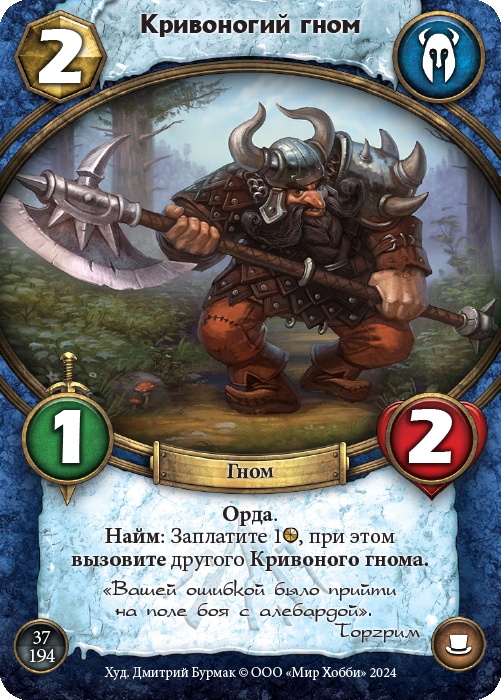 Кривоногий гном
2
1
2
Гном
Орда.
Найм: Заплатите 1, при этом
вызовите другого Кривоного гнома.
«Вашей ошибкой было прийти
на поле боя с алебардой».
Торгрим
37
194
Худ. Дмитрий Бурмак © ООО «Мир Хобби» 2024